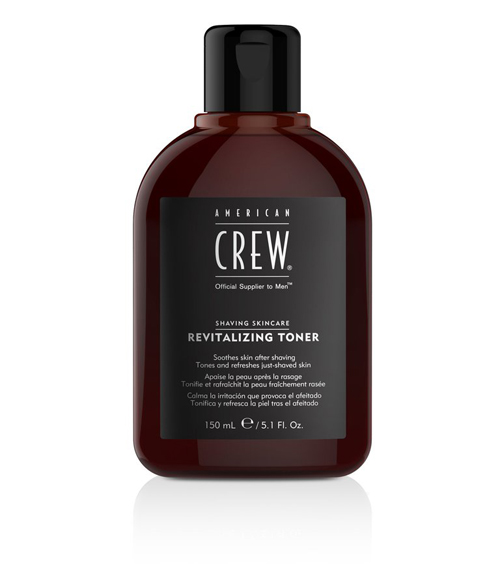 AMERICAN
CREW®
Official Supplier to Men™
SHAVING SKINCARE
REVITALIZING TONER
Soothes skin after shaving
Tones and refreshes just-shaved skin
Apaise la peau après la rasage
Tonifie et rafraîchit la peau fraîchement rasée
Calma la irritación que provoca el afeitado
Tonifica y refresca la piel tras el afeitado
150 mL ℮/5.1 Fl. Oz.